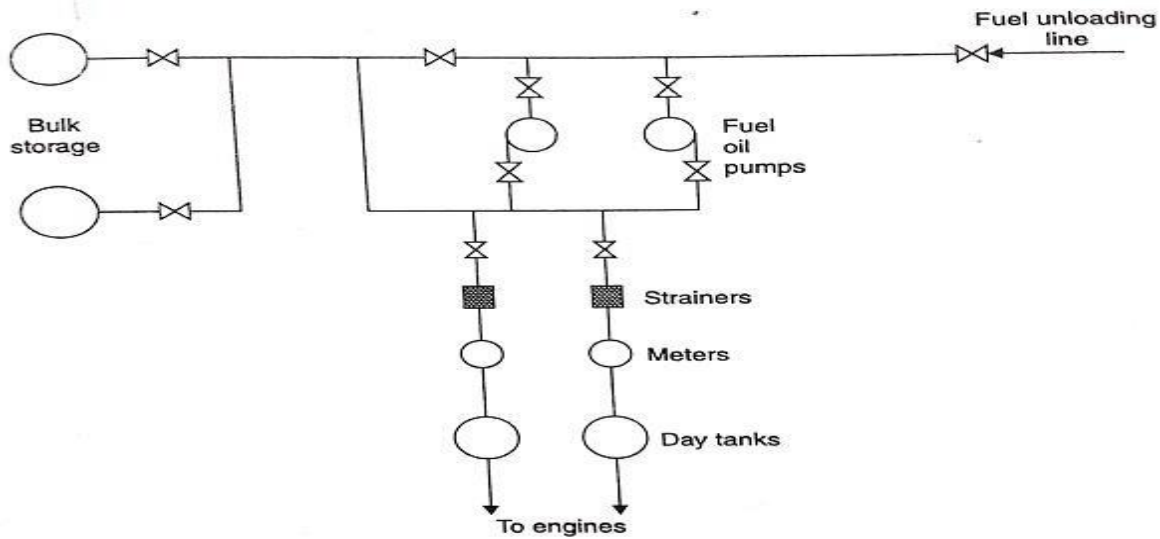 Fuel unloading
line
Bulk
storage
Fuel
oil
pumps
Strainers
Meters
Day tanks
To engines